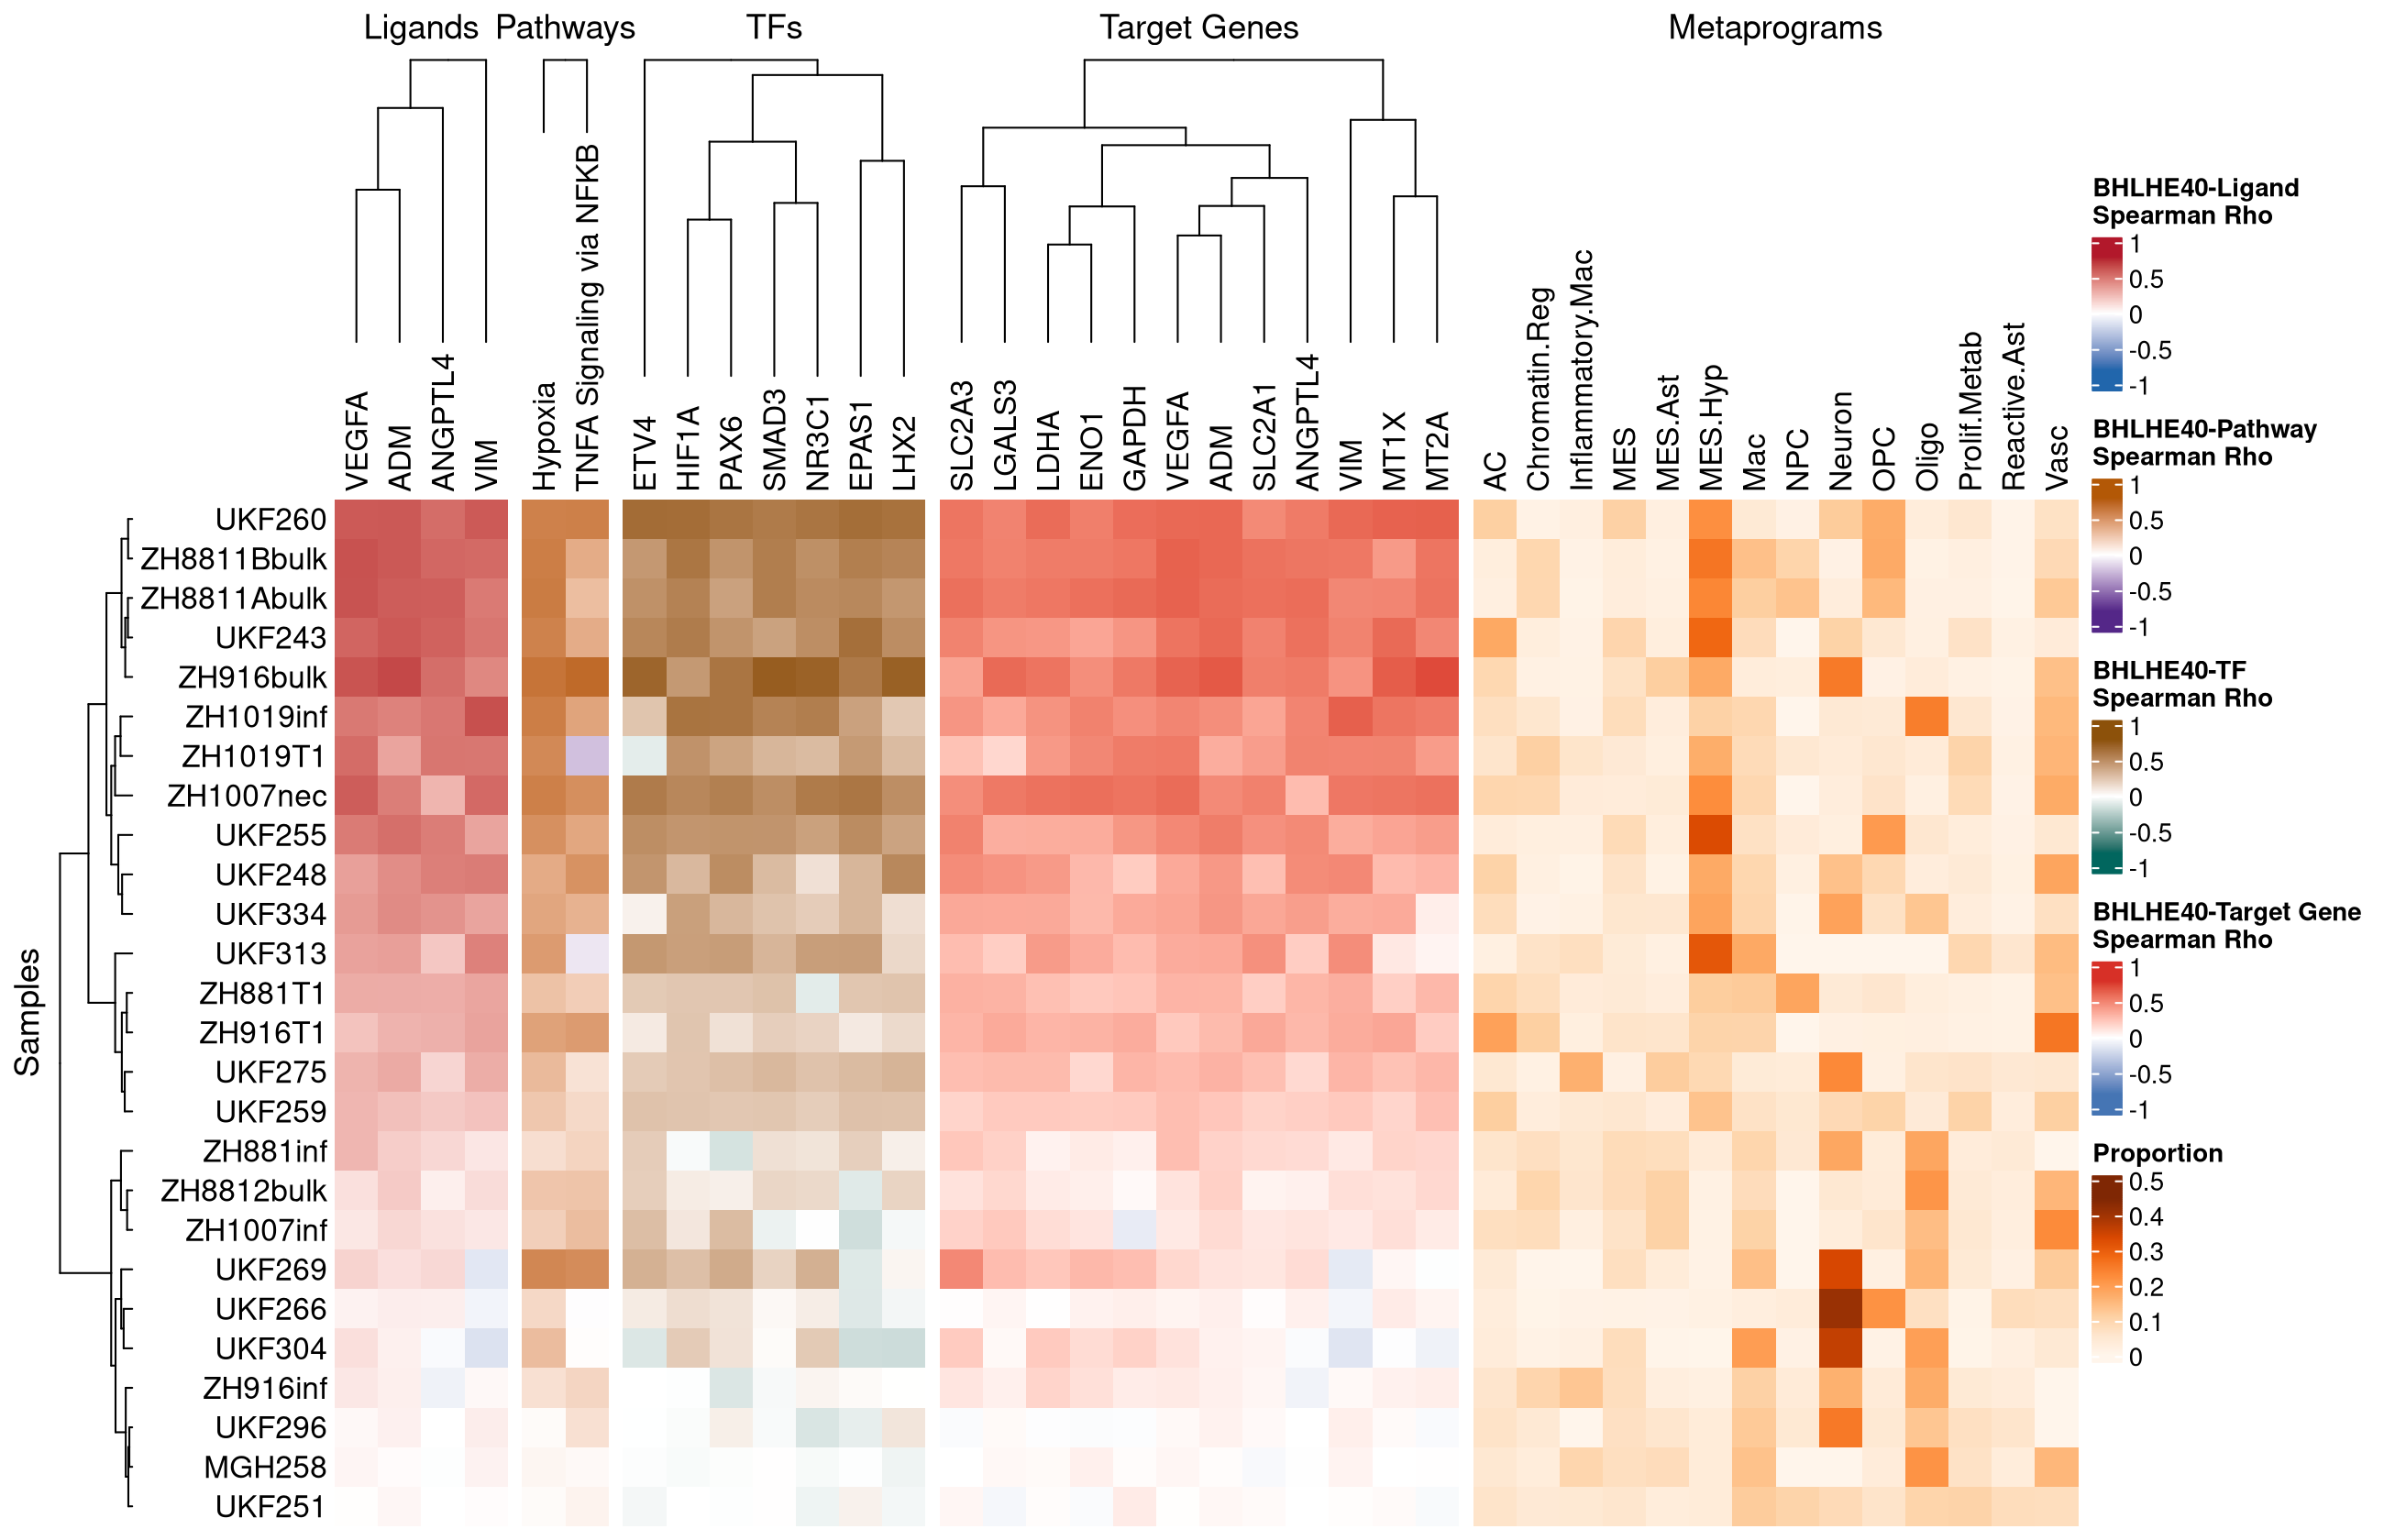 Ligands
Pathways
TFs
Target Genes
Metaprograms
VEGFA
ADM
ANGPTL4
VIM
Hypoxia
TNFA Signaling via NFKB
ETV4
HIF1A
PAX6
SMAD3
NR3C1
EPAS1
LHX2
SLC2A3
LGALS3
LDHA
ENO1
GAPDH
VEGFA
ADM
SLC2A1
ANGPTL4
VIM
MT1X
MT2A
AC
Chromatin.Reg
Inflammatory.Mac
MES
MES.Ast
MES.Hyp
Mac
NPC
Neuron
OPC
Oligo
Prolif.Metab
Reactive.Ast
Vasc
Samples
UKF260
ZH8811Bbulk
ZH8811Abulk
UKF243
ZH916bulk
ZH1019inf
ZH1019T1
ZH1007nec
UKF255
UKF248
UKF334
UKF313
ZH881T1
ZH916T1
UKF275
UKF259
ZH881inf
ZH8812bulk
ZH1007inf
UKF269
UKF266
UKF304
ZH916inf
UKF296
MGH258
UKF251
BHLHE40-Ligand
Spearman Rho
1
0.5
0
-0.5
-1
BHLHE40-Pathway
Spearman Rho
1
0.5
0
-0.5
-1
BHLHE40-TF
Spearman Rho
1
0.5
0
-0.5
-1
BHLHE40-Target Gene
Spearman Rho
1
0.5
0
-0.5
-1
Proportion
0.5
0.4
0.3
0.2
0.1
0